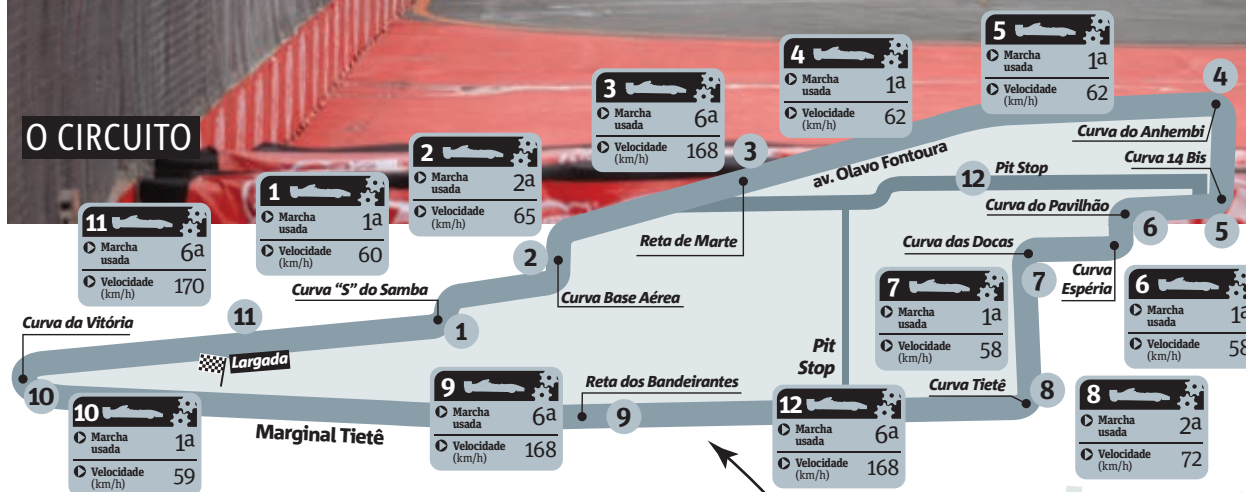 O CIRCUITO
11
Marcha
usada
6a
Velocidade
(km/h)
170
1
Marcha
usada
1a
Velocidade
(km/h)
60
2
Marcha
usada
2a
Velocidade
(km/h)
65
3
Marcha
usada
6a
Velocidade
(km/h)
168
4
Marcha
usada
1a
Velocidade
(km/h)
62
5
Marcha
usada
1a
Velocidade
(km/h)
62
4
Curva do Anhembi
Curva 14 Bis
3
av. Olavo Fontoura
12
Pit Stop
Curva do Pavilhão
6
5
Reta de Marte
Curva das Docas
2
7
Curva
Espéria
Curva "S" do Samba
Curva Base Aérea
1
7
Marcha
usada
1a
Velocidade
(km/h)
58
6
Marcha
usada
1a
Velocidade
(km/h)
58
Curva da Vitória
11
Largada
Pit
Stop
10
Reta dos Bandeirantes
9
Curva Tietê
8
Marginal Tietê
10
Marcha
usada
1a
Velocidade
(km/h)
59
9
Marcha
usada
6a
Velocidade
(km/h)
168
12
Marcha
usada
6a
Velocidade
(km/h)
168
8
Marcha
usada
2a
Velocidade
(km/h)
72